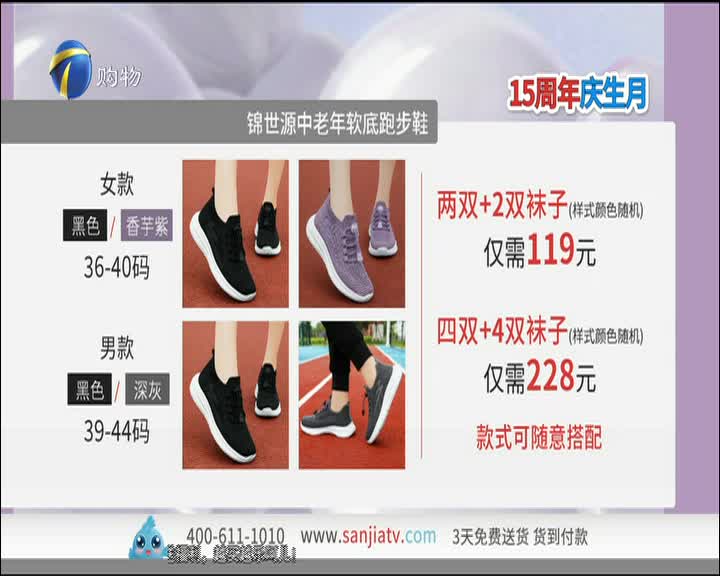 购物
15周年庆生月
锦世源中老年软底跑步鞋
女款
黑色 / 香芋紫
36-40码
男款
黑色 / 深灰
39-44码
两双+2双袜子(样式颜色随机)
仅需119元
四双+4双袜子(样式颜色随机)
仅需228元
款式可随意搭配
400-611-1010 www.sanjiatv.com 3天免费送货 货到付款